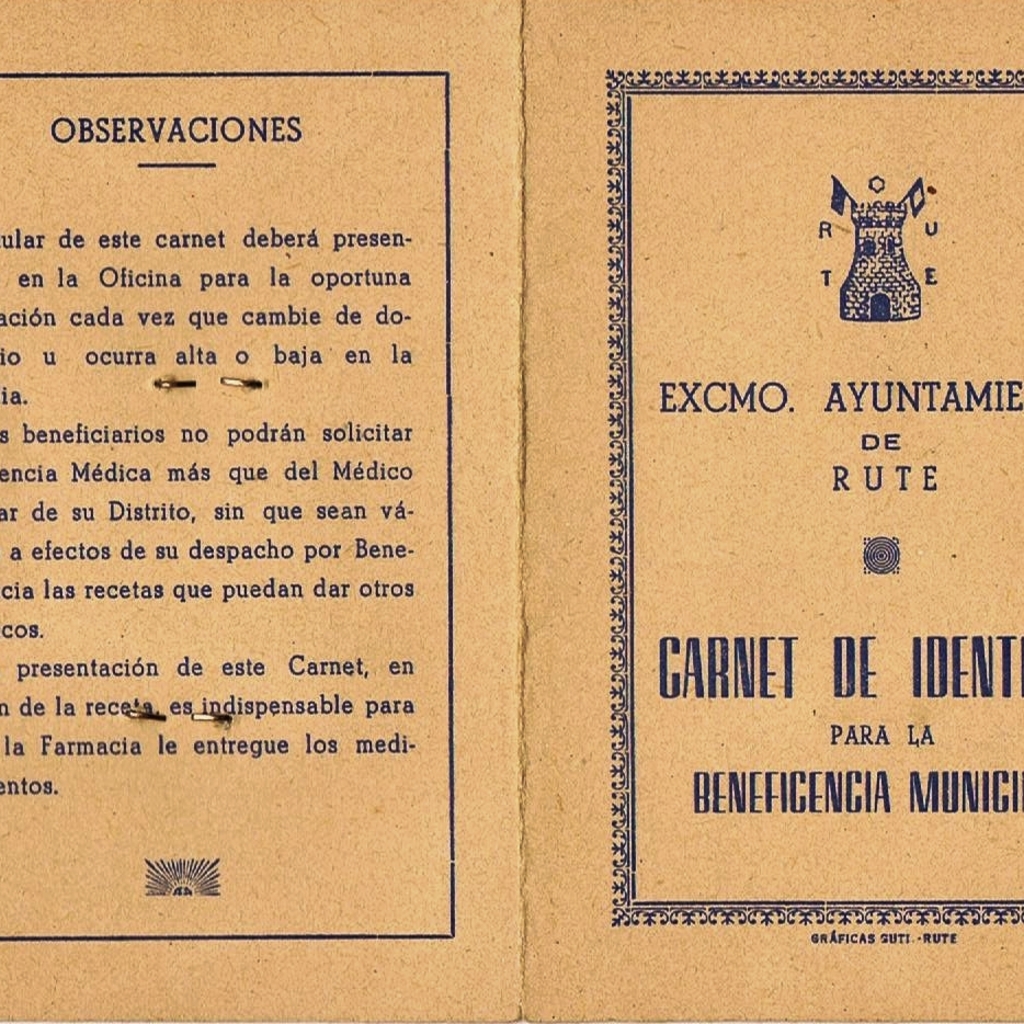 OBSERVACIONES
ular de este carnet deberá presen-
en la Oficina para la oportuna
ación cada vez que cambie de do-
io u ocurra alta o baja en la
ia.
s beneficiarios no podrán solicitar
encia Médica más que del Médico
ar de su Distrito, sin que sean vá-
a efectos de su despacho por Bene-
cia las recetas que puedan dar otros
cos.
presentación de este Carnet, en
n de la receta, es indispensable para
la Farmacia le entregue los medi-
entos.
R U
T E
EXCMO. AYUNTAMIE
DE
RUTE
CARNET DE IDENTI
PARA LA
BENEFICENCIA MUNICI
GRÁFICAS GUTI.-RUTE